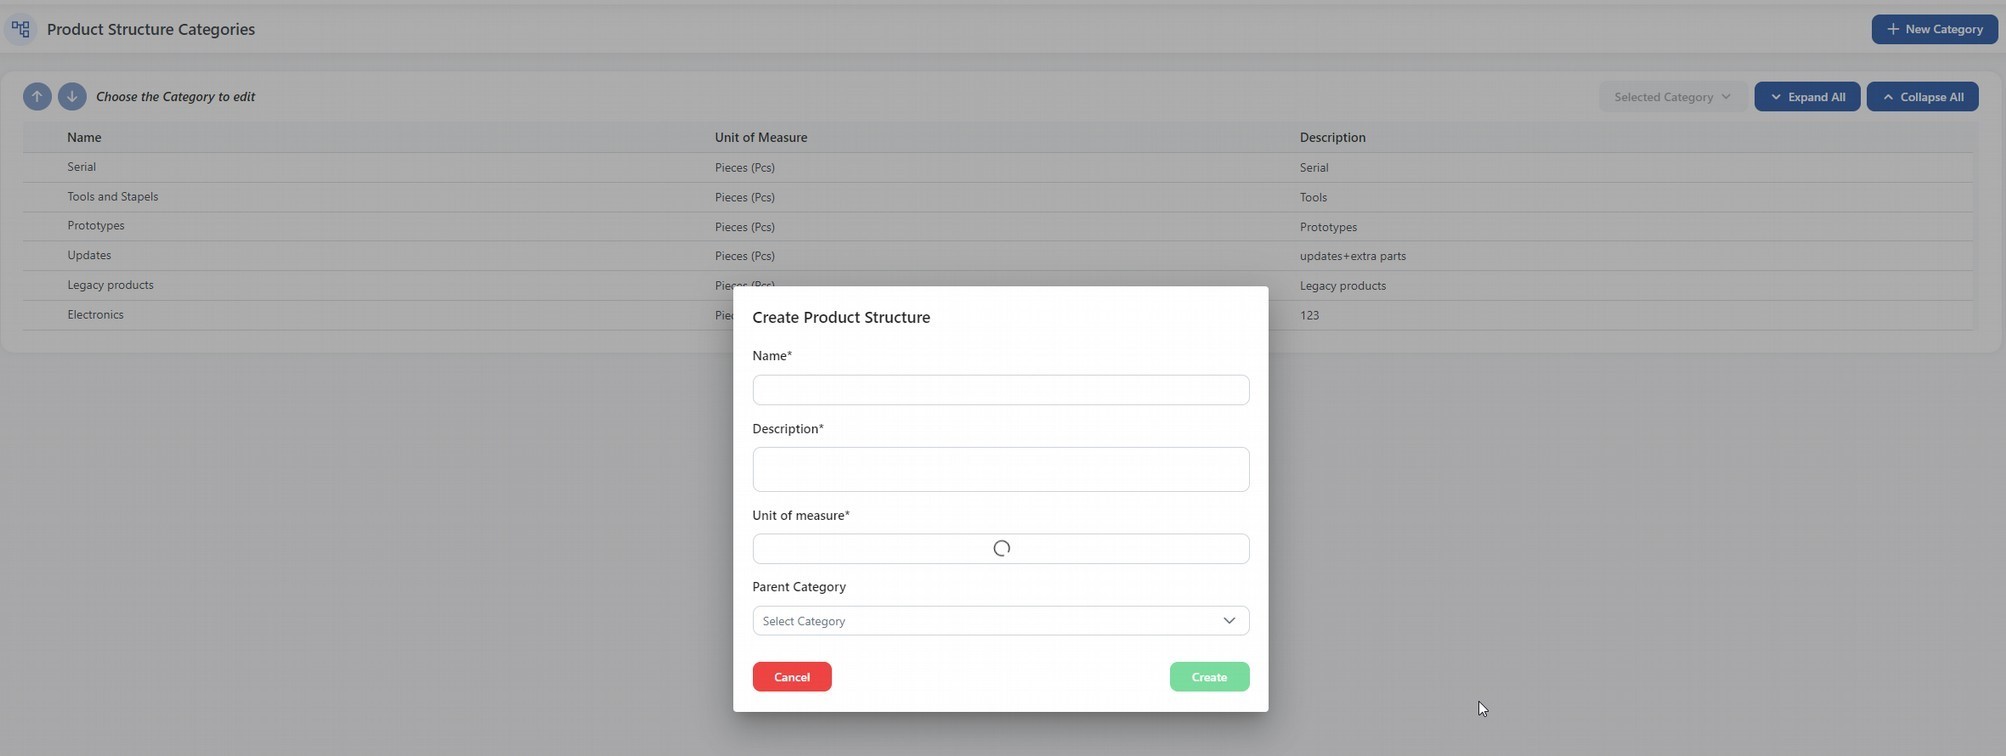 Product Structure Categories
New Category
Choose the Category to edit
Selected Category
Expand All
Collapse All
Name Unit of Measure Description
Serial Pieces (Pcs) Serial
Tools and Stapels Pieces (Pcs) Tools
Prototypes Pieces (Pcs) Prototypes
Updates Pieces (Pcs) updates+extra parts
Legacy products Pieces (Pcs) Legacy products
Electronics 123
Create Product Structure
Name*
Description*
Unit of measure*
Parent Category
Select Category
Cancel
Create